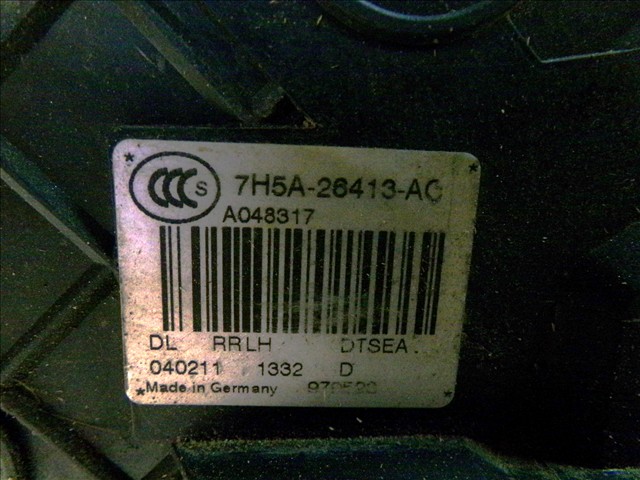 CCC S 7H5A-26413-AC
A048317
DL RRLH DTSEA
040211 1332 D
Made in Germany